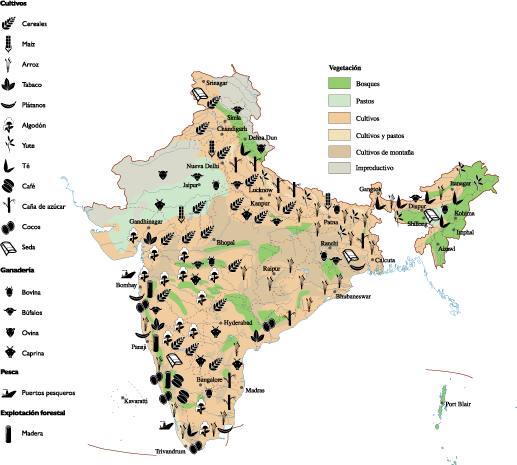 Cultivos
Cereales
Maíz
Arroz
Tabaco
Plátanos
Algodón
Yute
Té
Café
Caña de azúcar
Cocos
Seda
Ganadería
Bovina
Búfalos
Ovina
Caprina
Pesca
Puertos pesqueros
Explotación forestal
Madera
Vegetación
Bosques
Pastos
Cultivos
Cultivos y pastos
Cultivos de montaña
Improductivo
Srinagar
Simla
Chandigarh
Dehra Dun
Nueva Delhi
Jaipur
Lucknow
Kanpur
Gangtok
Itanagar
Dispur
Kohima
Shillong
Imphal
Aizawl
Gandhinagar
Patna
Bhopal
Ranchi
Calcuta
Raipur
Bhubaneswar
Bombay
Hyderabad
Panaji
Bangalore
Madras
Kavaratti
Trivandrum
Port Blair